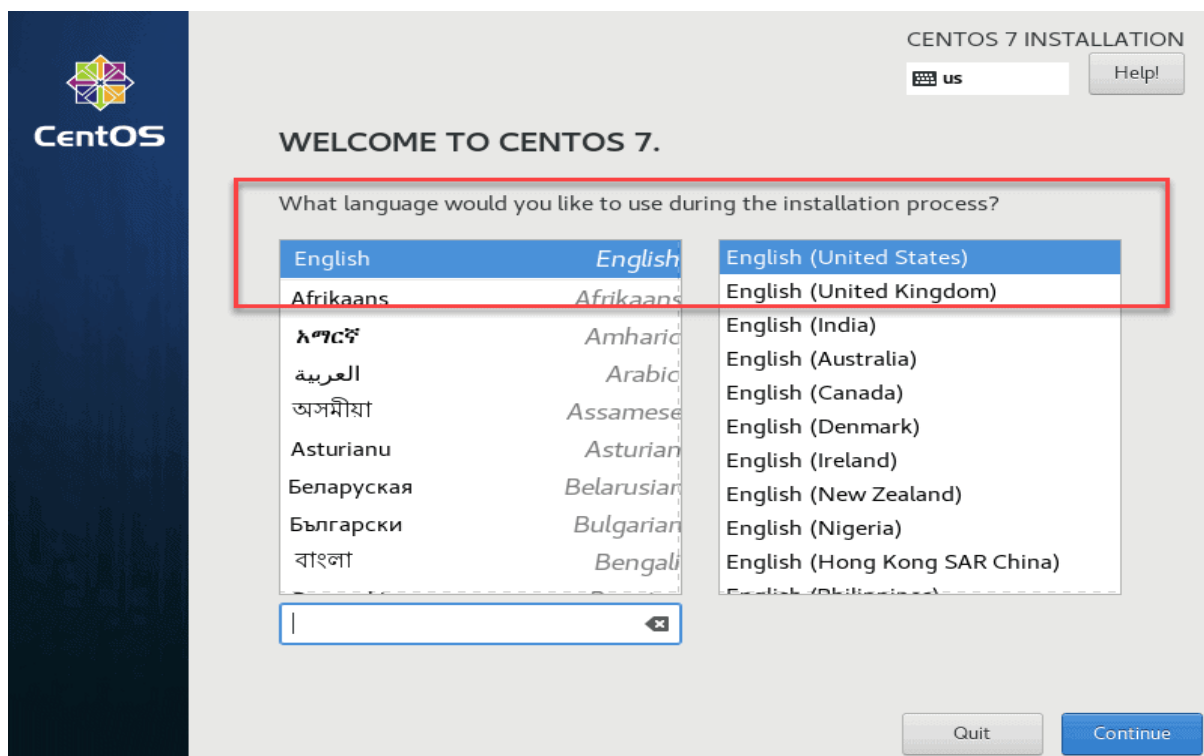 CENTOS 7 INSTALLATION
us
Help!
CentOS
WELCOME TO CENTOS 7.
What language would you like to use during the installation process?
English English
Afrikaans Afrikaans
አማርኛ Amharic
العربية Arabic
অসমীয়া Assamese
Asturianu Asturian
Беларуская Belarusian
Български Bulgarian
বাংলা Bengali
English (United States)
English (United Kingdom)
English (India)
English (Australia)
English (Canada)
English (Denmark)
English (Ireland)
English (New Zealand)
English (Nigeria)
English (Hong Kong SAR China)
English (Philippines)
Quit
Continue